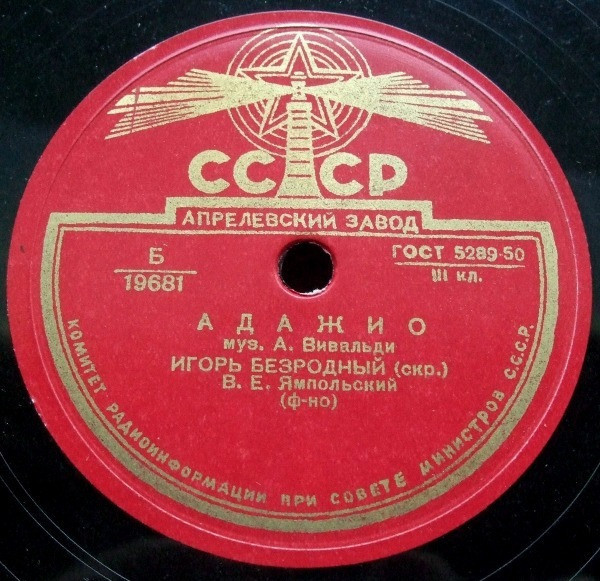 СССР
АПРЕЛЕВСКИЙ ЗАВОД
Б
19681
ГОСТ 5289-50
III кл.
АДАЖИО
муз. А. Вивальди
ИГОРЬ БЕЗРОДНЫЙ (скр.)
В. Е. Ямпольский
(ф-но)
КОМИТЕТ РАДИОИНФОРМАЦИИ ПРИ СОВЕТЕ МИНИСТРОВ С.С.С.Р.